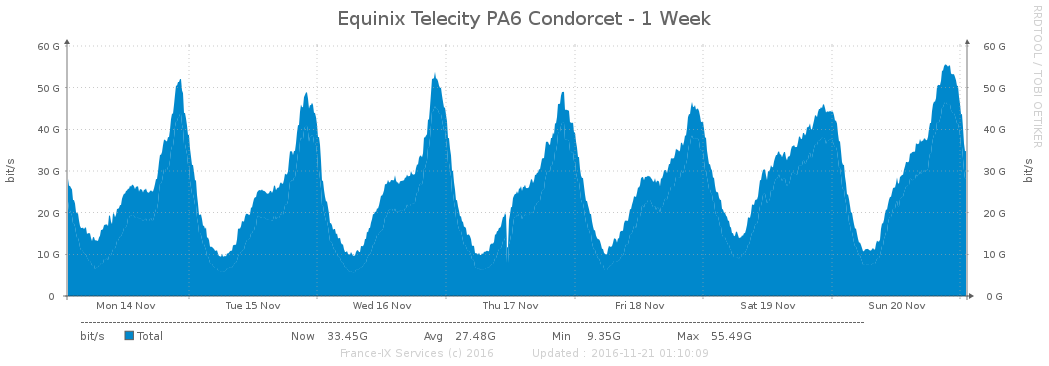 Equinix Telecity PA6 Condorcet - 1 Week
RRDTOOL / TOBI OETIKER
bit/s
60 G 60 G
50 G 50 G
40 G 40 G
30 G 30 G
20 G 20 G
10 G 10 G
0 0 G
bit/s
Mon 14 Nov Tue 15 Nov Wed 16 Nov Thu 17 Nov Fri 18 Nov Sat 19 Nov Sun 20 Nov
bit/s Total Now 33.45G Avg 27.48G Min 9.35G Max 55.49G
France-IX Services (c) 2016 Updated : 2016-11-21 01:10:09